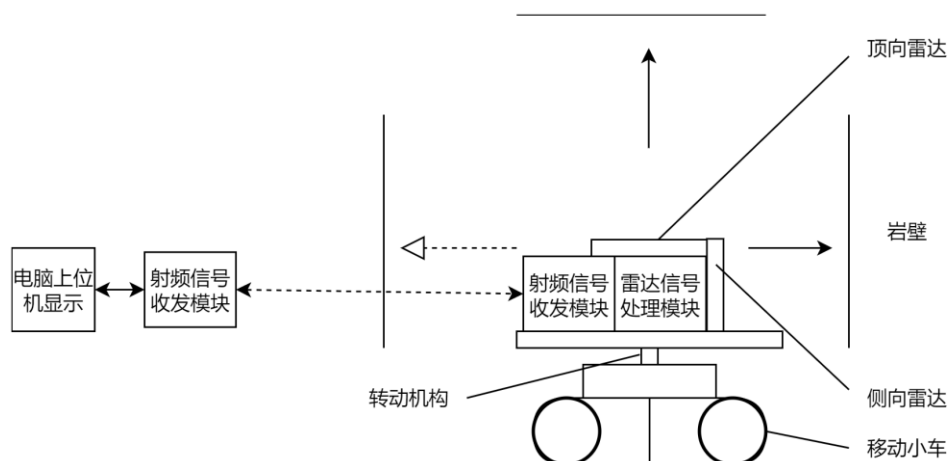 顶向雷达
岩壁
电脑上位
机显示
射频信号
收发模块
射频信号
收发模块
雷达信号
处理模块
转动机构
侧向雷达
移动小车